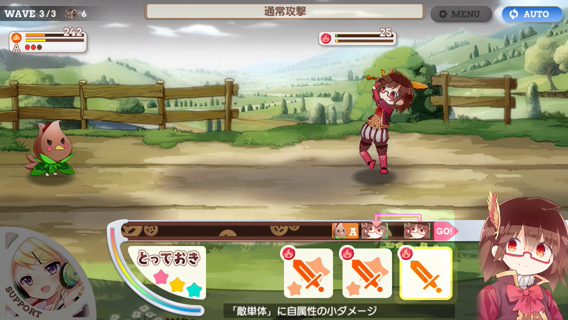 WAVE 3/3
6
通常攻撃
MENU
AUTO
242
A
25
A
GO!
とっておき
SUPPORT
「敵単体」に自属性の小ダメージ